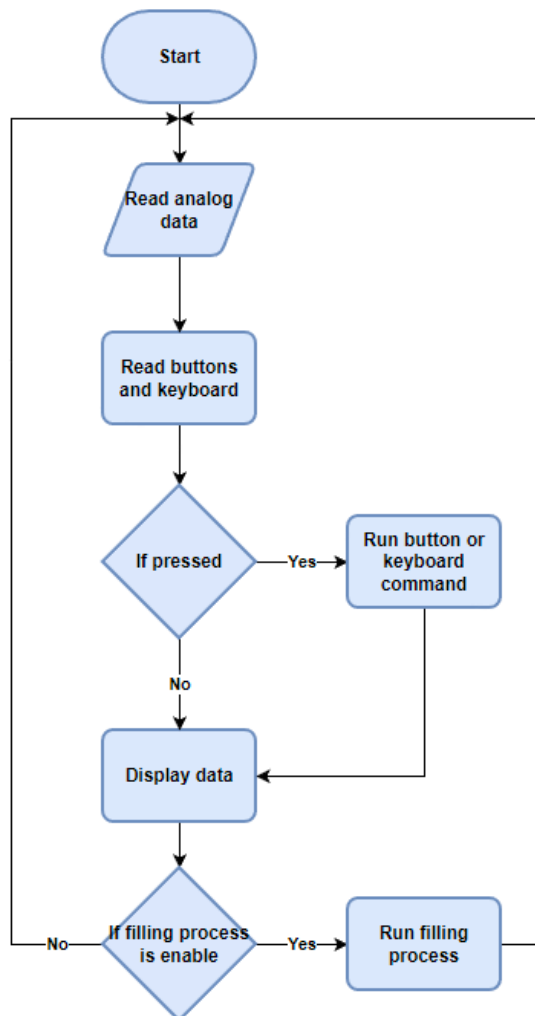 Start
Read analog
data
Read buttons
and keyboard
If pressed
Yes
Run button or
keyboard
command
No
Display data
No
If filling process
is enable
Yes
Run filling
process